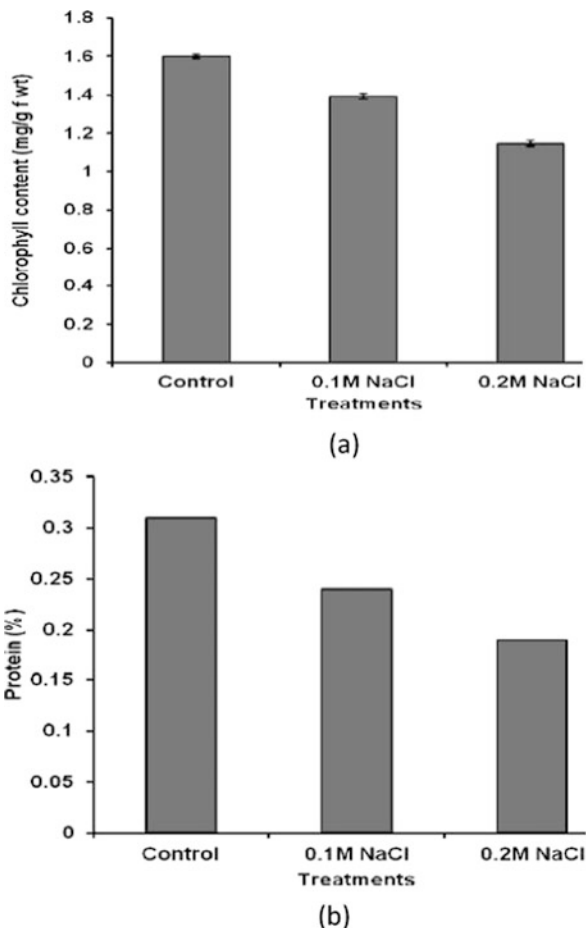 Chlorophyll content (mg/g f wt)
1.8
1.6
1.4
1.2
1
0.8
0.6
0.4
0.2
0
Control 0.1M NaCl 0.2M NaCl
Treatments
(a)
Protein (%)
0.35
0.3
0.25
0.2
0.15
0.1
0.05
0
Control 0.1M NaCl 0.2M NaCl
Treatments
(b)